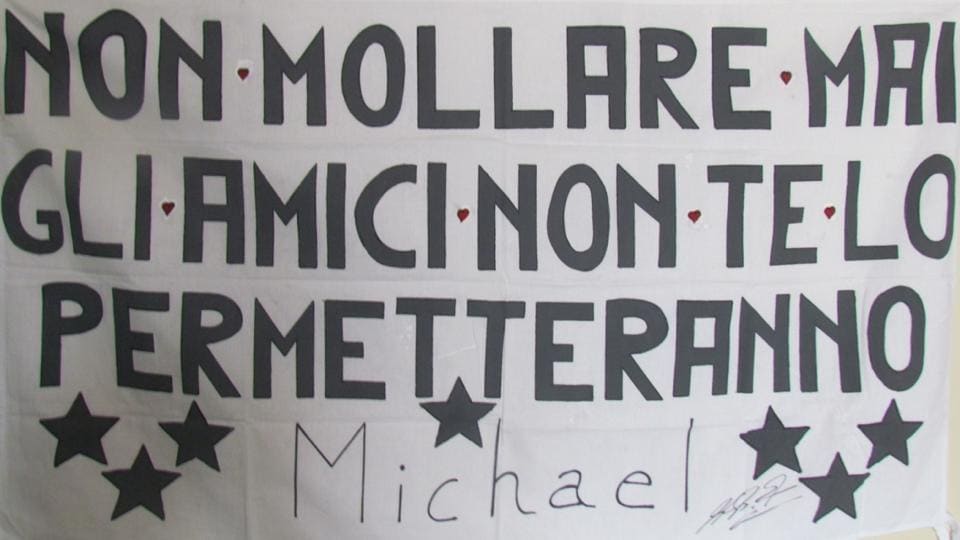 NON MOLLARE MAI
GLI AMICI NON TE LO
PERMETTERANNO
Michael